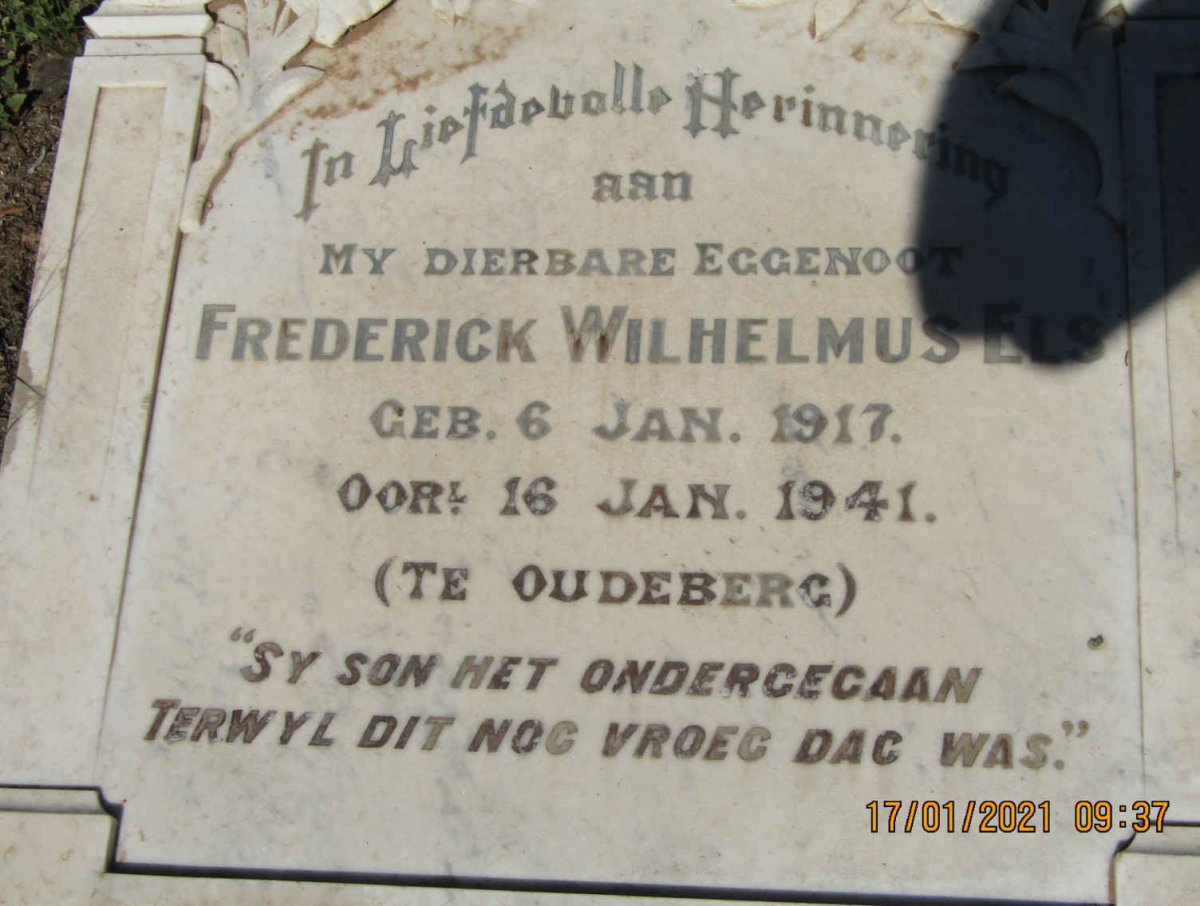 In Liefdevolle Herinnering
aan
MY DIERBARE EGGENOOT
FREDERICK WILHELMUS ELS
GEB. 6 JAN. 1917.
OORL 16 JAN. 1941.
(TE OUDEBERG)
"SY SON HET ONDERGEGAAN
TERWYL DIT NOG VROEG DAG WAS."
17/01/2021 09:37